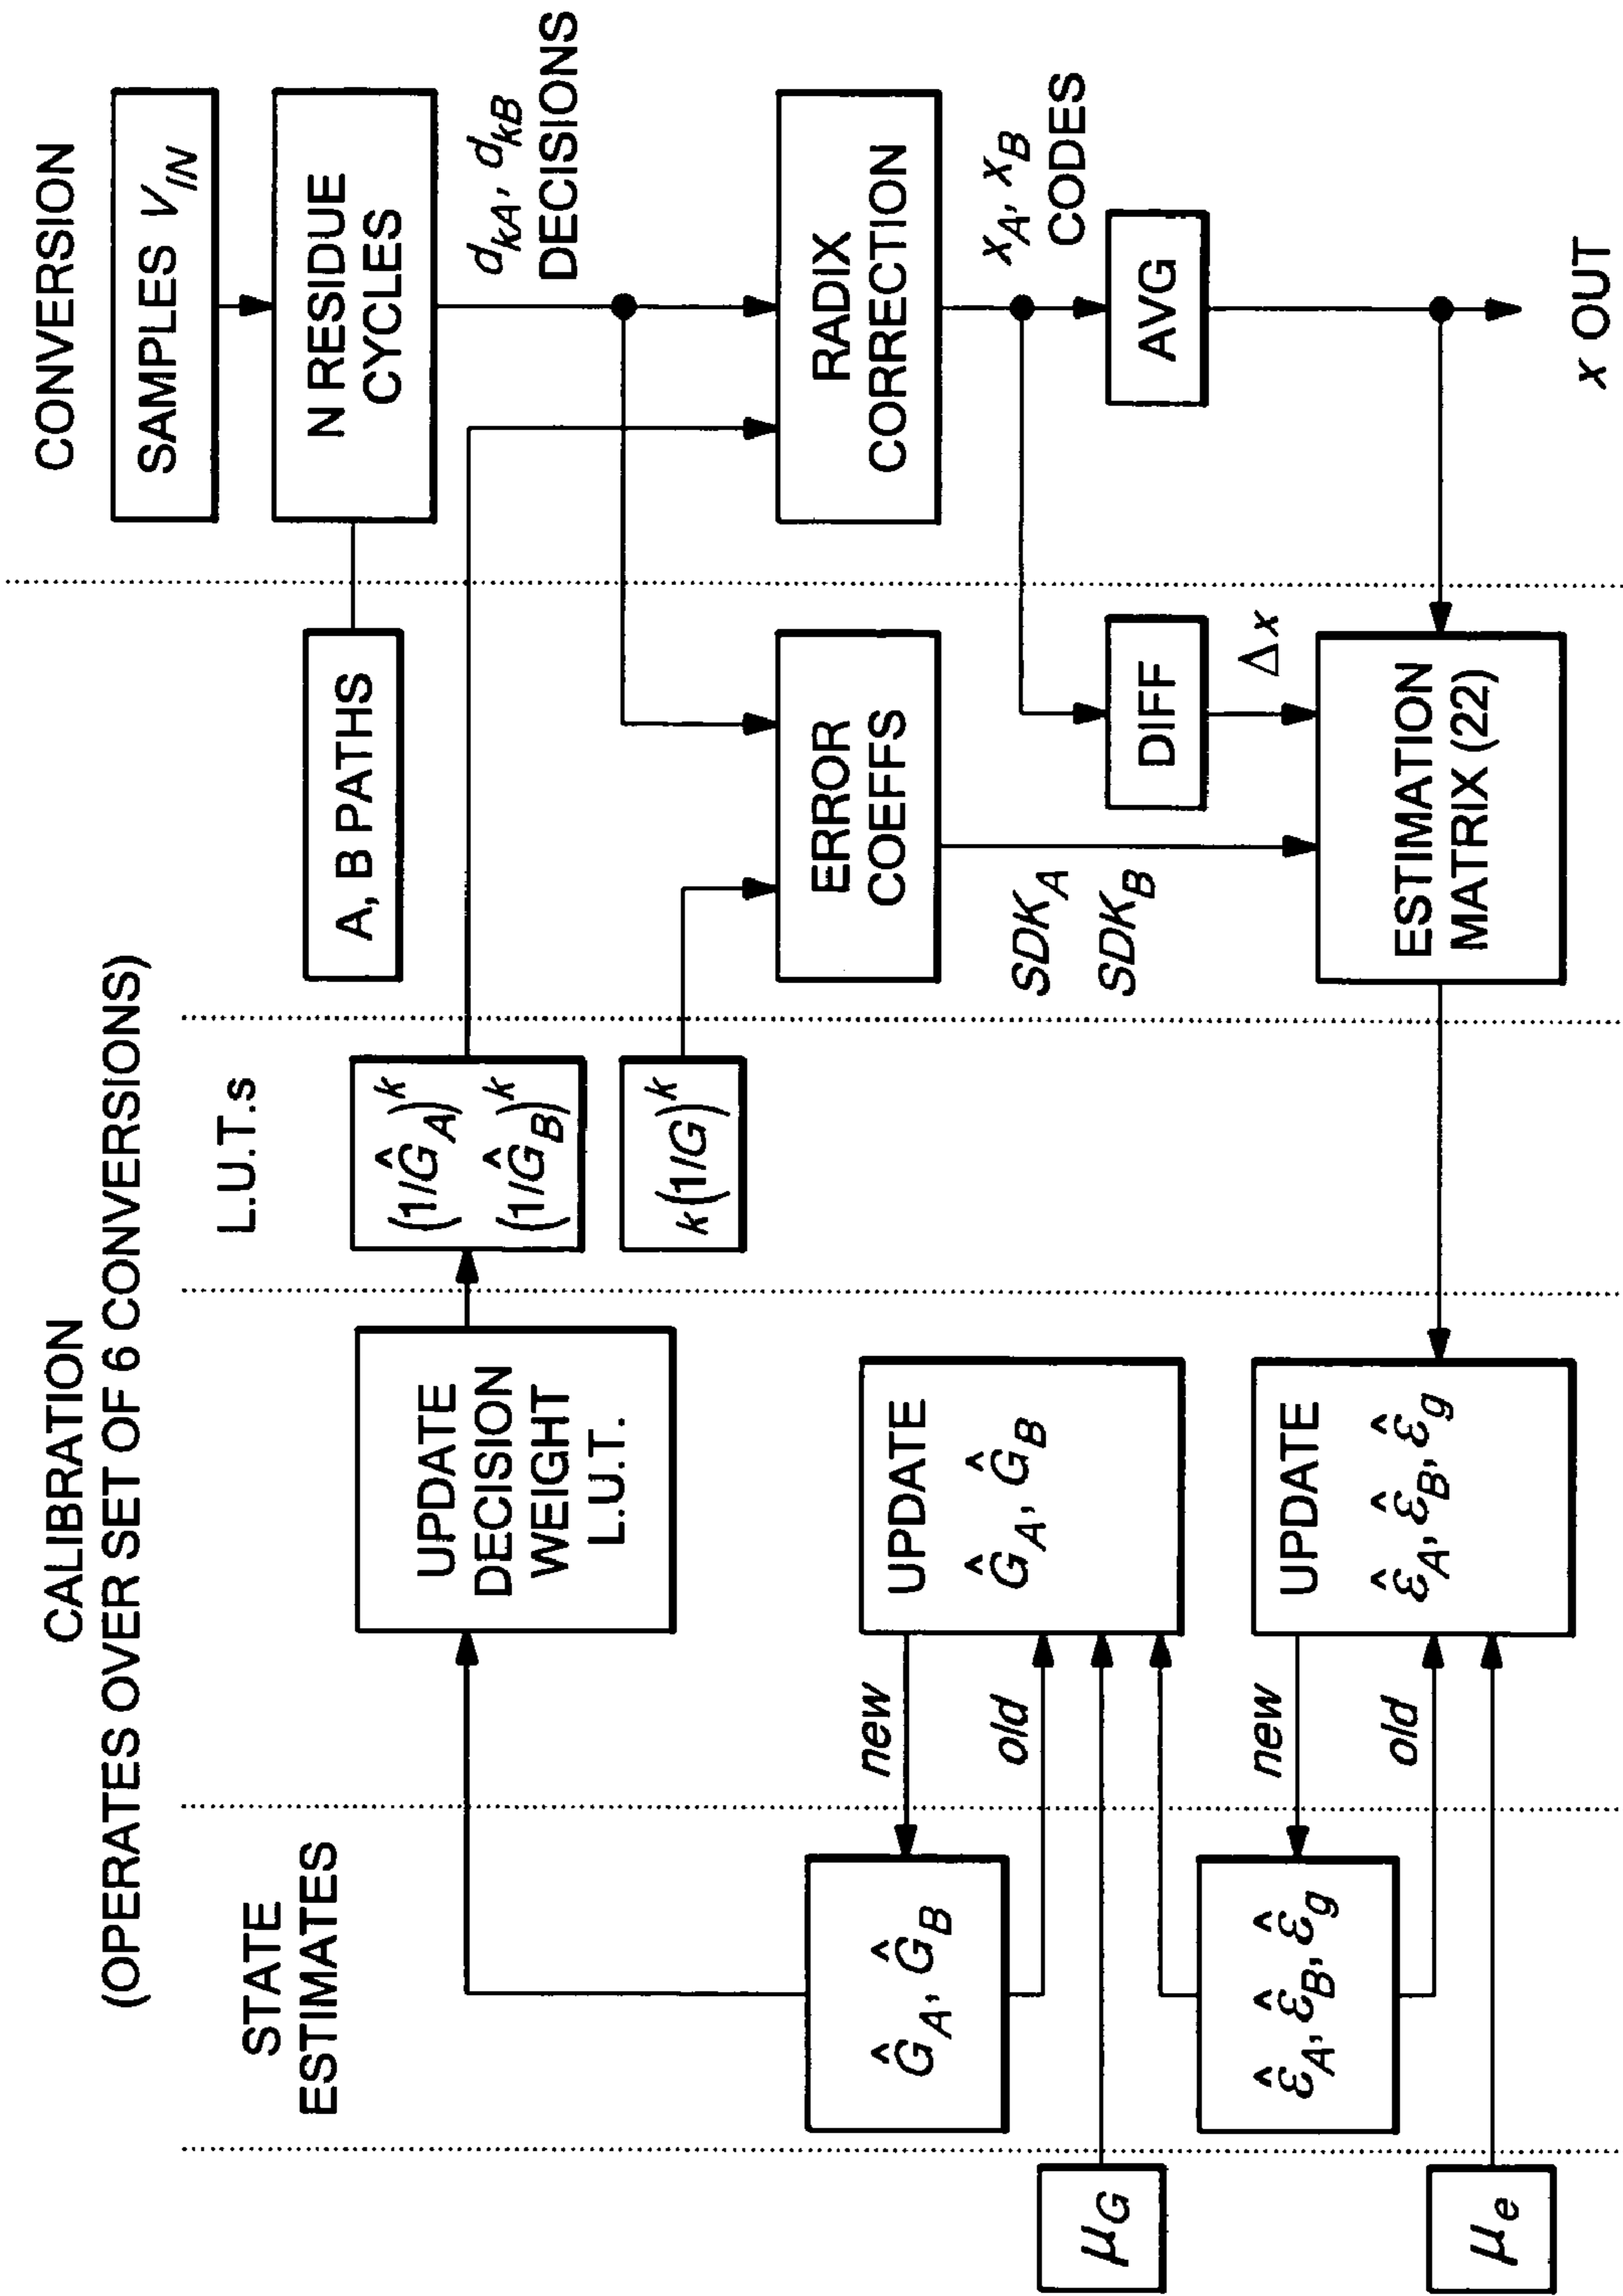 CALIBRATION
(OPERATES OVER SET OF 6 CONVERSIONS)
CONVERSION
STATE
ESTIMATES
L.U.T.s
SAMPLES V_IN
A, B PATHS
N RESIDUE
CYCLES
d_kA, d_kB
DECISIONS
UPDATE
DECISION
WEIGHT
L.U.T.
(1/Ĝ_A)^k
(1/Ĝ_B)^k
k(1/G)^k
ERROR
COEFFS
RADIX
CORRECTION
Ĝ_A, Ĝ_B
new
old
UPDATE
Ĝ_A, Ĝ_B
SDK_A
SDK_B
x_A, x_B
CODES
DIFF
AVG
Δx
μ_G
ε̂_A, ε̂_B, ε̂_g
new
old
UPDATE
ε̂_A, ε̂_B, ε̂_g
ESTIMATION
MATRIX (22)
μ_e
x OUT